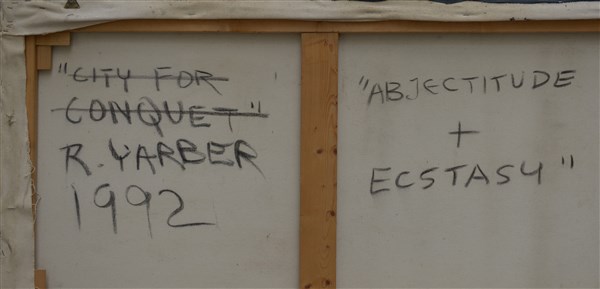 "CITY FOR
CONQUET"
R. YARBER
1992
"ABJECTITUDE
+
ECSTASY"